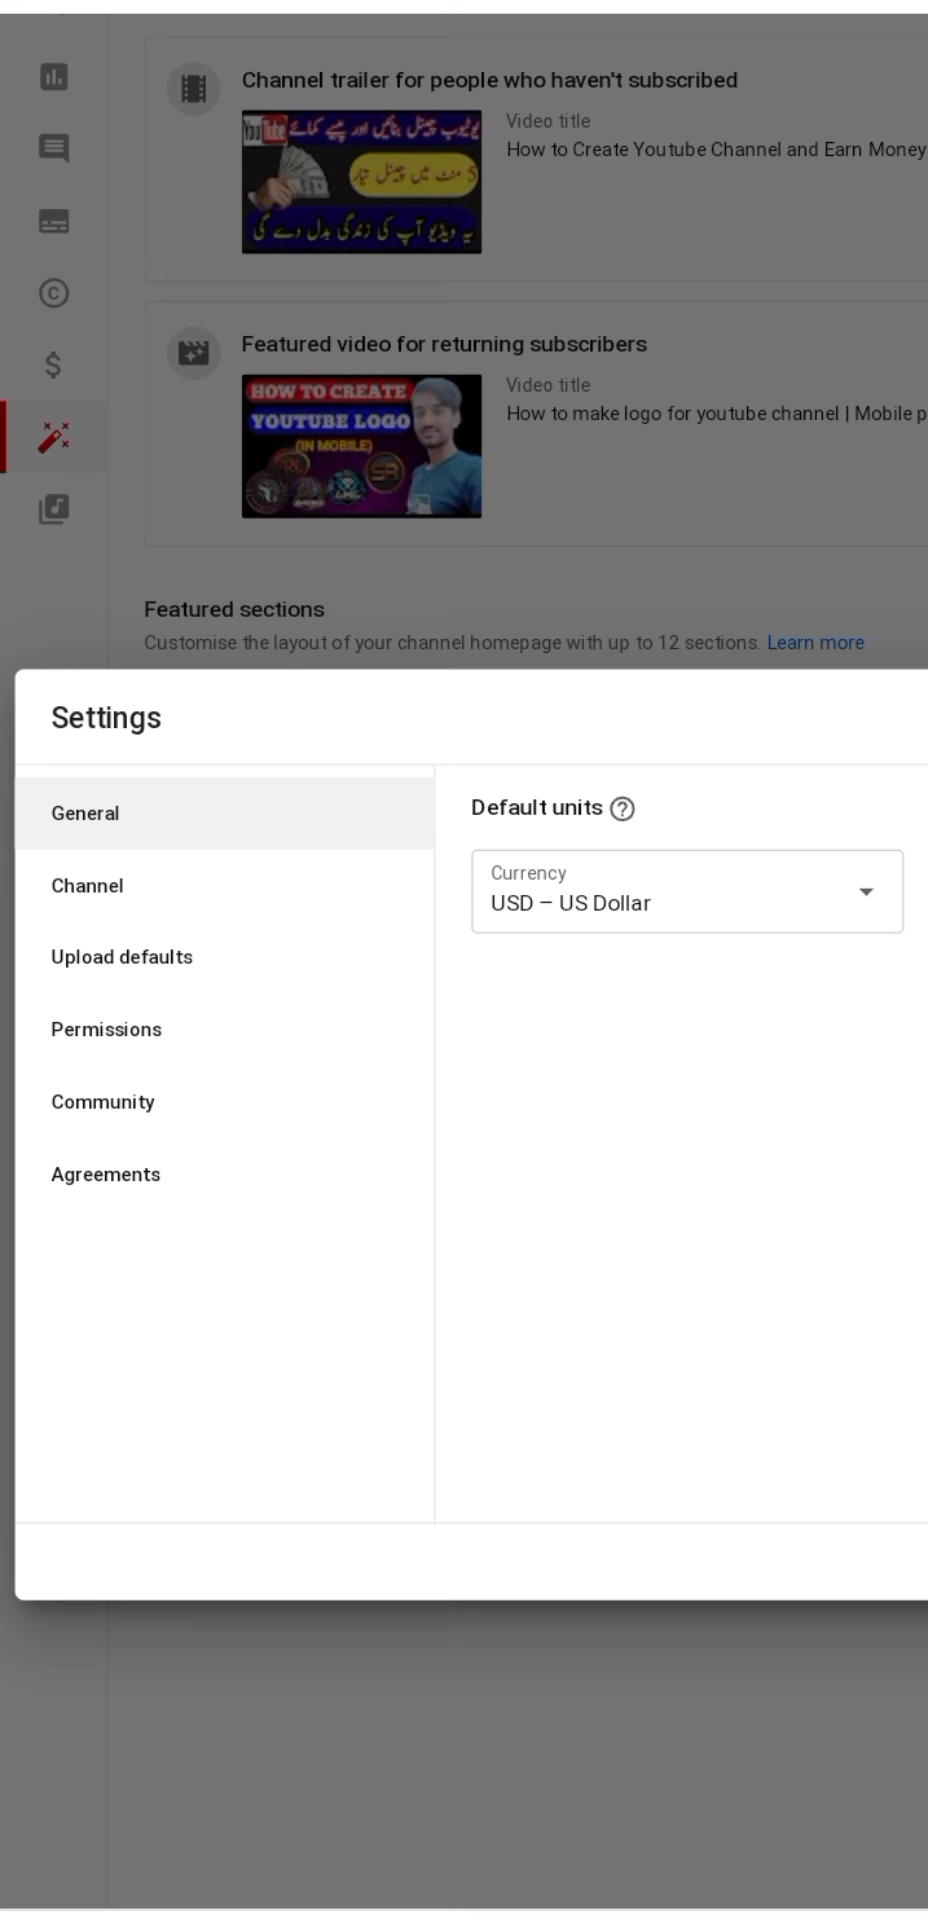 Channel trailer for people who haven't subscribed
Video title
How to Create Youtube Channel and Earn Money
YouTube یوٹیوب چینل بنائیں اور پیسے کمائے
5 منٹ میں چینل تیار
یہ ویڈیو آپ کی زندگی بدل دے گی
Featured video for returning subscribers
Video title
How to make logo for youtube channel | Mobile p
HOW TO CREATE
YOUTUBE LOGO
(IN MOBILE)
SR
Featured sections
Customise the layout of your channel homepage with up to 12 sections. Learn more
Settings
General
Channel
Upload defaults
Permissions
Community
Agreements
Default units
Currency
USD – US Dollar